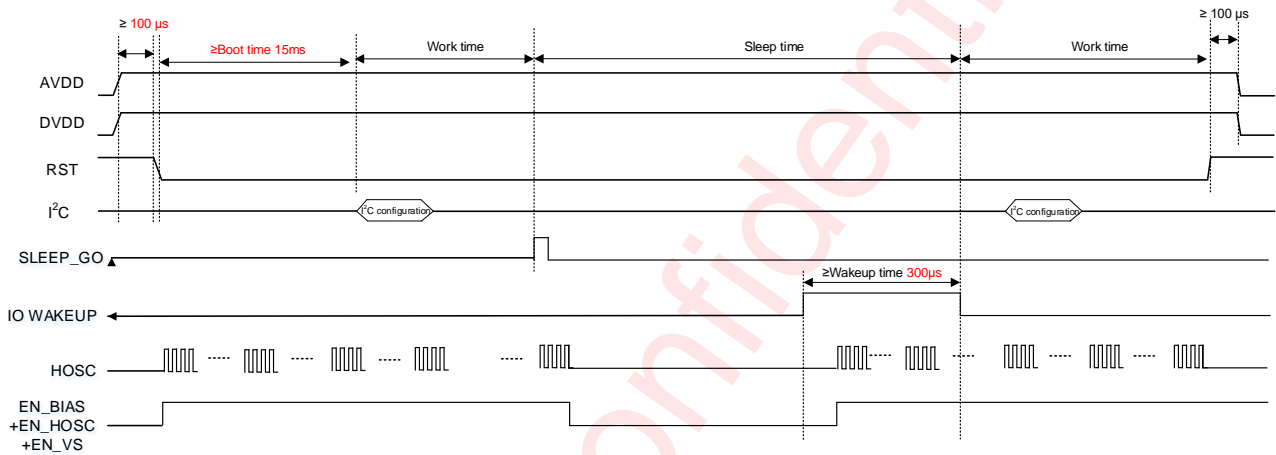 ≥ 100 μs
≥ 100 μs
≥Boot time 15ms
Work time
Sleep time
Work time
AVDD
DVDD
RST
I²C
I²C configuration
I²C configuration
SLEEP_GO
≥Wakeup time 300μs
IO WAKEUP
HOSC
EN_BIAS
+EN_HOSC
+EN_VS
Confidential